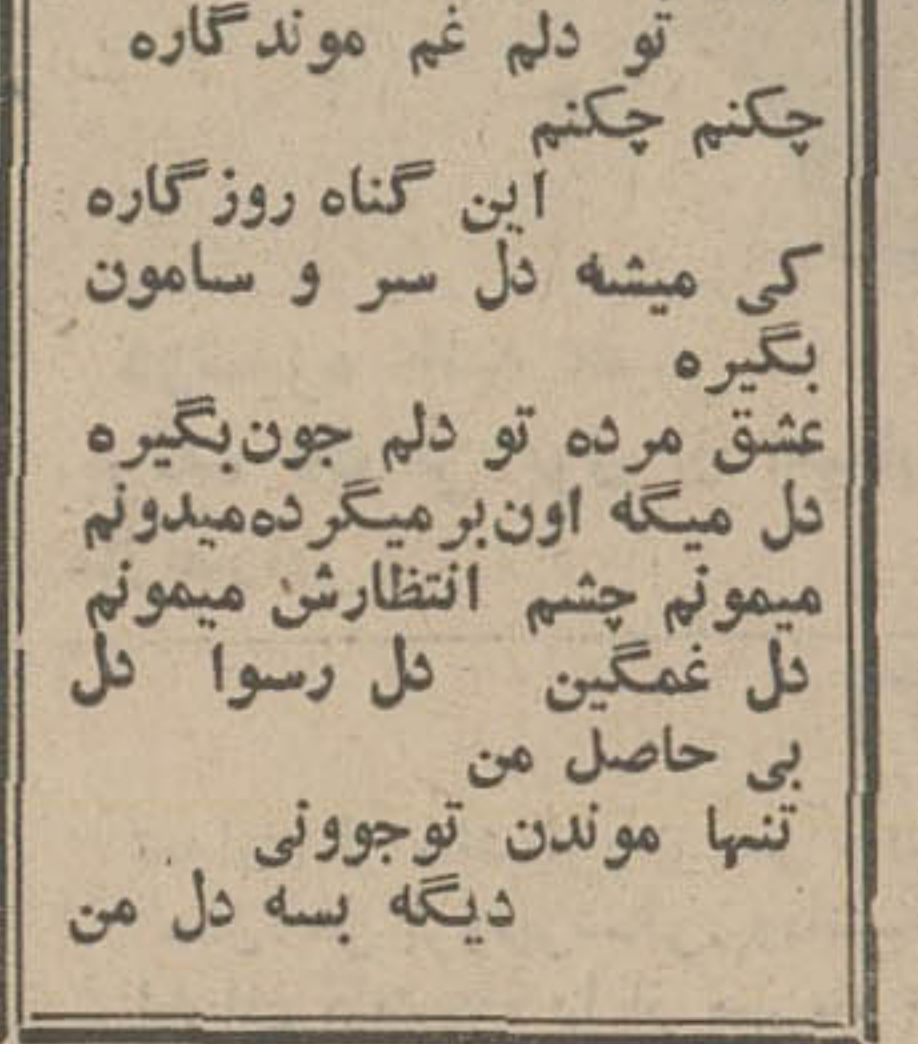 تو دلم غم موندگاره
چکنم چکنم
این گناه روزگاره
کی میشه دل سر و سامون
بگیره
عشق مرده تو دلم جون‌بگیره
دل میگه اون‌بر میگرده‌میدونم
میمونم چشم انتظارش میمونم
دل غمگین دل رسوا دل
بی حاصل من
تنها موندن توجوونی
دیگه بسه دل من